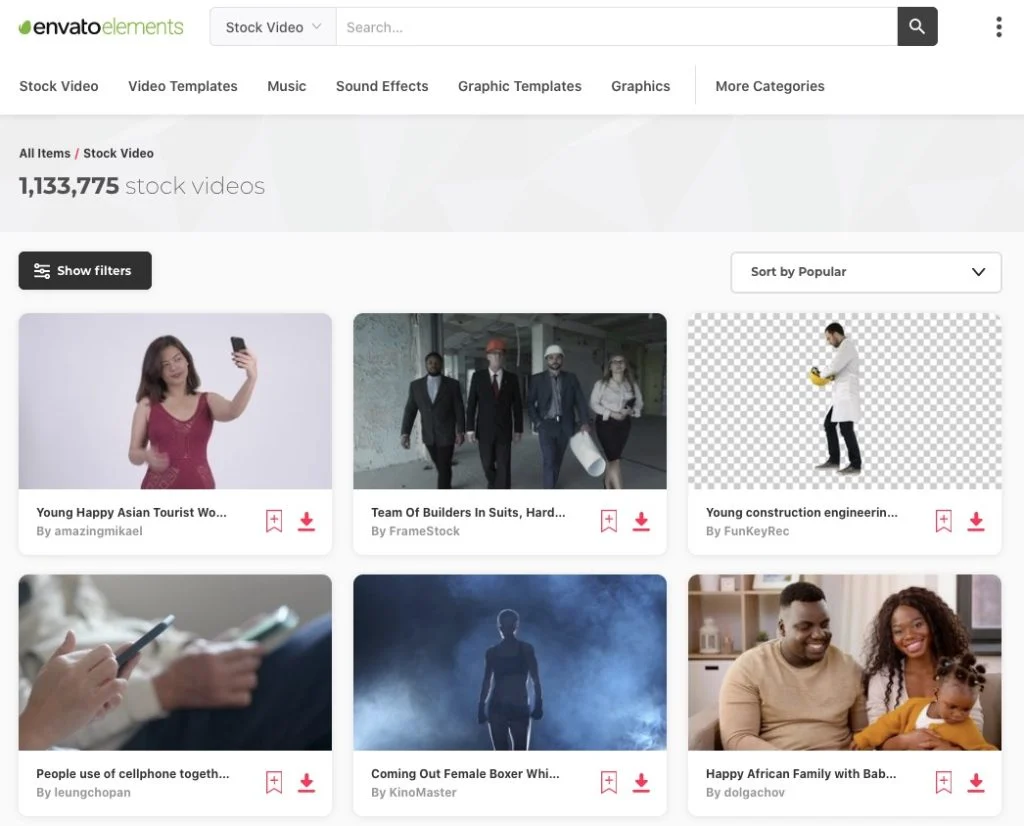 envatoelements
Stock Video
Search...
Stock Video
Video Templates
Music
Sound Effects
Graphic Templates
Graphics
More Categories
All Items / Stock Video
1,133,775 stock videos
Show filters
Sort by Popular
Young Happy Asian Tourist Wo...
By amazingmikael
Team Of Builders In Suits, Hard...
By FrameStock
Young construction engineerin...
By FunKeyRec
People use of cellphone togeth...
By leungchopan
Coming Out Female Boxer Whi...
By KinoMaster
Happy African Family with Bab...
By dolgachov